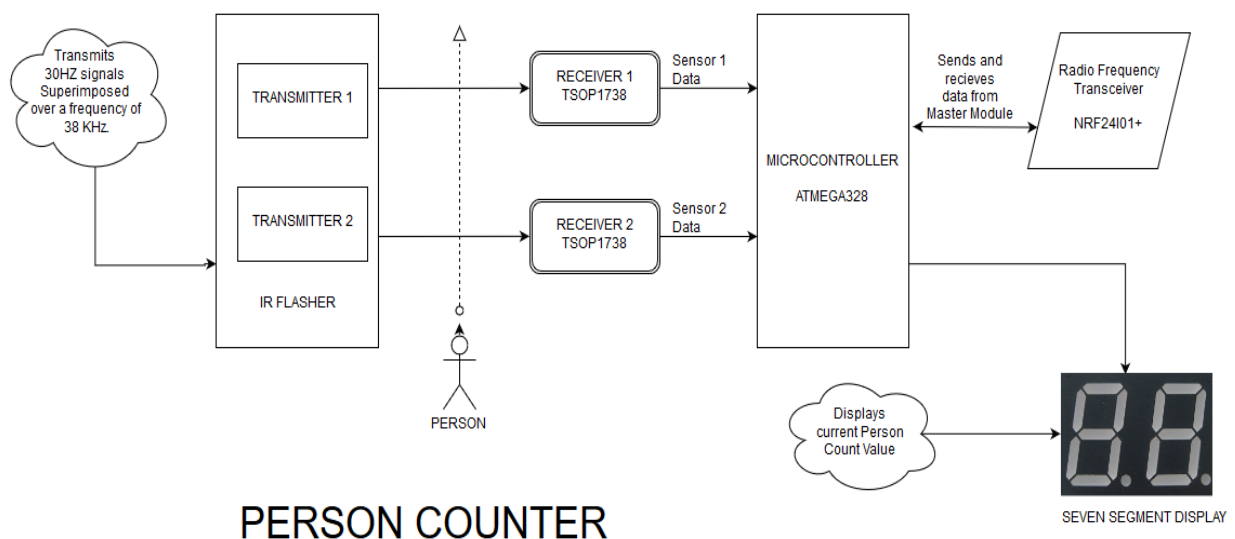 Transmits
30HZ signals
Superimposed
over a frequency of
38 KHz.
TRANSMITTER 1
TRANSMITTER 2
IR FLASHER
PERSON
RECEIVER 1
TSOP1738
RECEIVER 2
TSOP1738
Sensor 1
Data
Sensor 2
Data
MICROCONTROLLER
ATMEGA328
Sends and
recieves
data from
Master Module
Radio Frequency
Transceiver
NRF24l01+
Displays
current Person
Count Value
SEVEN SEGMENT DISPLAY
PERSON COUNTER